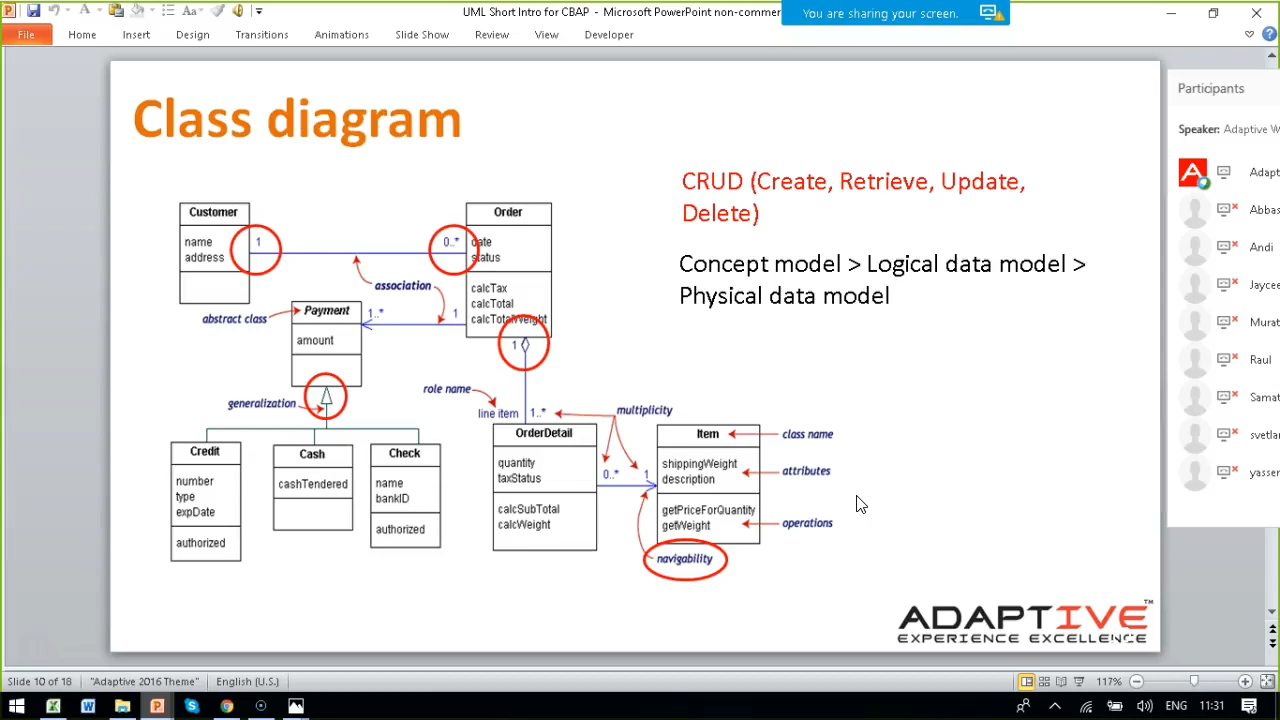 UML Short Intro for CBAP - Microsoft PowerPoint non-commer
You are sharing your screen.
File Home Insert Design Transitions Animations Slide Show Review View Developer
Participants
Speaker: Adaptive W
Adapt
Abbas
Andi
Jaycee
Murat
Raul
Samat
svetlan
yasser
Class diagram
CRUD (Create, Retrieve, Update,
Delete)
Concept model > Logical data model >
Physical data model
Customer
name
address
1
0..*
Order
date
status
calcTax
calcTotal
calcTotalWeight
association
abstract class
Payment
amount
1..*
1
1
generalization
role name
line item
1..*
multiplicity
Credit
number
type
expDate
authorized
Cash
cashTendered
Check
name
bankID
authorized
OrderDetail
quantity
taxStatus
calcSubTotal
calcWeight
0..*
1
Item
shippingWeight
description
getPriceForQuantity
getWeight
class name
attributes
operations
navigability
ADAPTIVE™
EXPERIENCE EXCELLENCE
Slide 10 of 18 "Adaptive 2016 Theme" English (U.S.) 117%
ENG 11:31